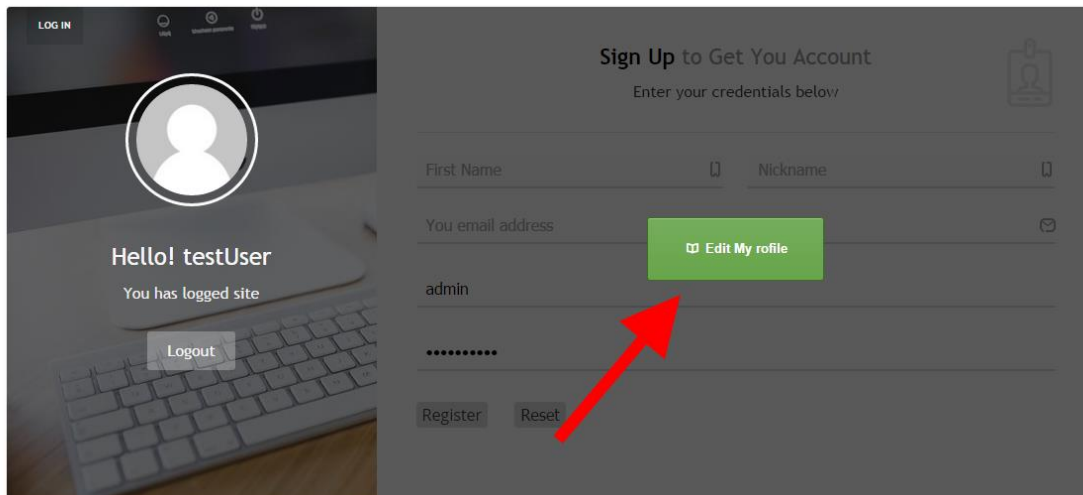 LOG IN
Sign Up to Get You Account
Enter your credentials below
First Name
Nickname
You email address
Edit My rofile
Hello! testUser
admin
You has logged site
Logout
••••••••••
Register
Reset